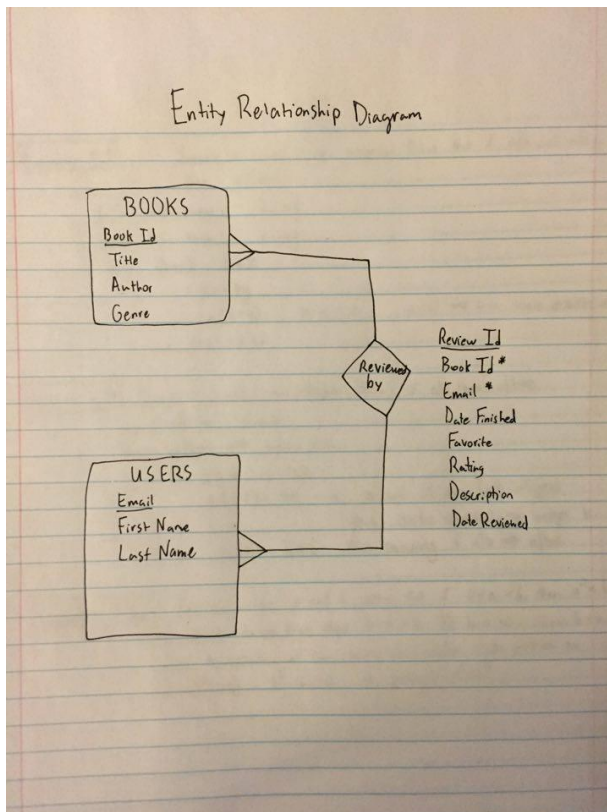 Entity Relationship Diagram
BOOKS
Book Id
Title
Author
Genre
Reviewed
by
Review Id
Book Id*
Email *
Date Finished
Favorite
Rating
Description
Date Reviewed
USERS
Email
First Name
Last Name